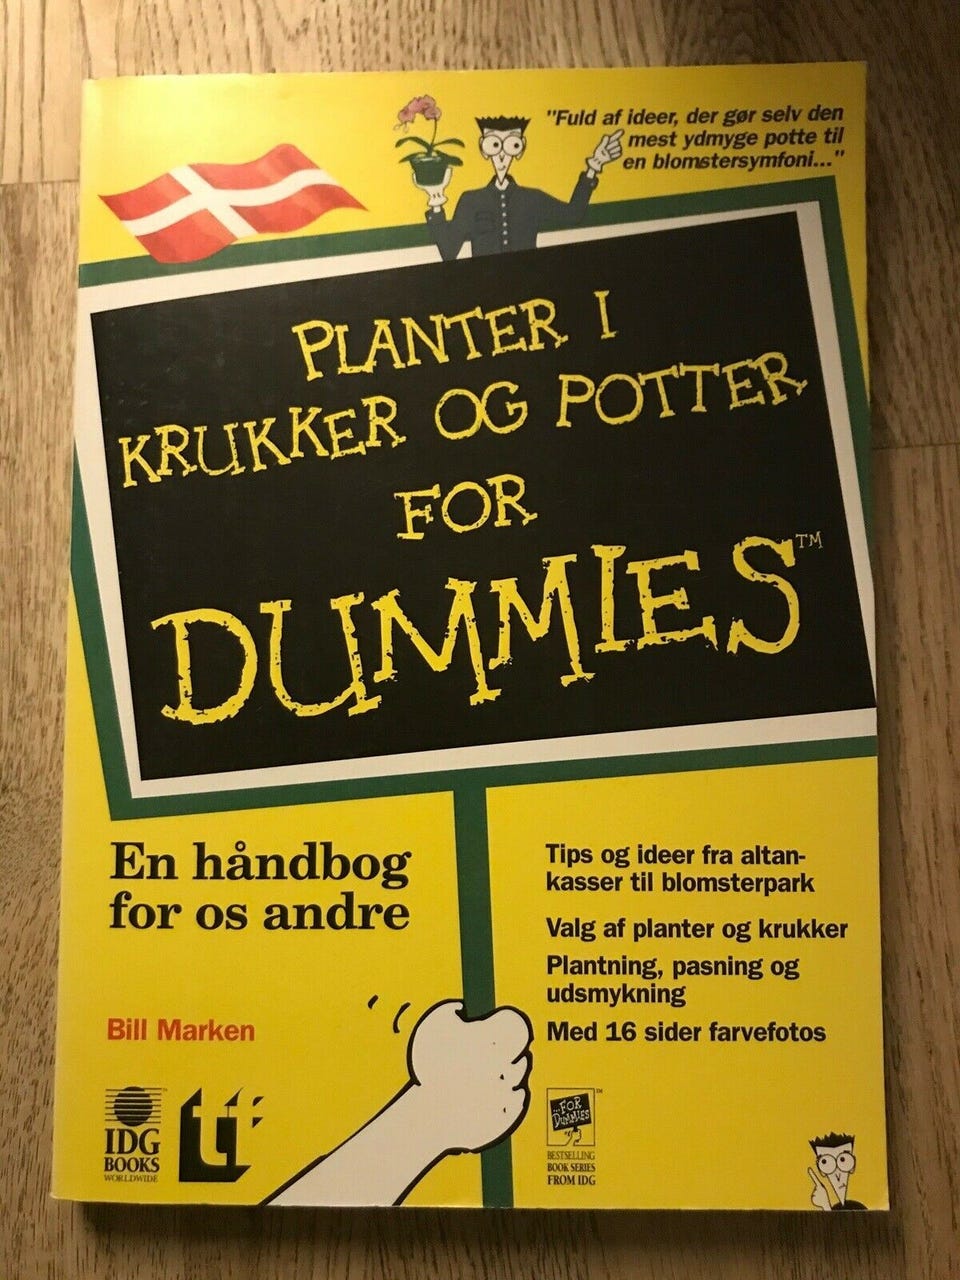 "Fuld af ideer, der gør selv den
mest ydmyge potte til
en blomstersymfoni..."
PLANTER I
KRUKKER OG POTTER
FOR
DUMMIES™
En håndbog
for os andre
Tips og ideer fra altan-
kasser til blomsterpark
Valg af planter og krukker
Plantning, pasning og
udsmykning
Med 16 sider farvefotos
Bill Marken
IDG
BOOKS
WORLDWIDE
...FOR
DUMMIES
™
BESTSELLING
BOOK SERIES
FROM IDG